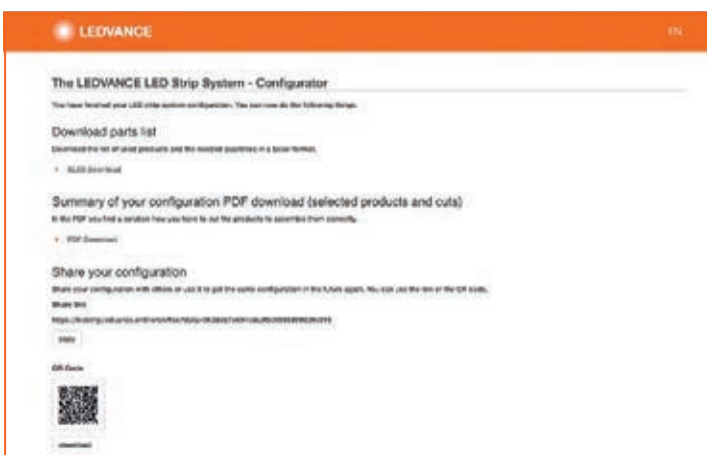 LEDVANCE
EN
The LEDVANCE LED Strip System - Configurator
You have finished your LED strip system configuration. You can now do the following things.
Download parts list
Download the list of used products and the needed quantities in a Excel format.
Download
Summary of your configuration PDF download (selected products and cuts)
In the PDF you find a solution how you have to cut the products to assemble them correctly.
PDF Download
Share your configuration
Share your configuration with others or use it to get the same configuration in the future again. You can use the link or the QR code.
Share link
QR Code
download